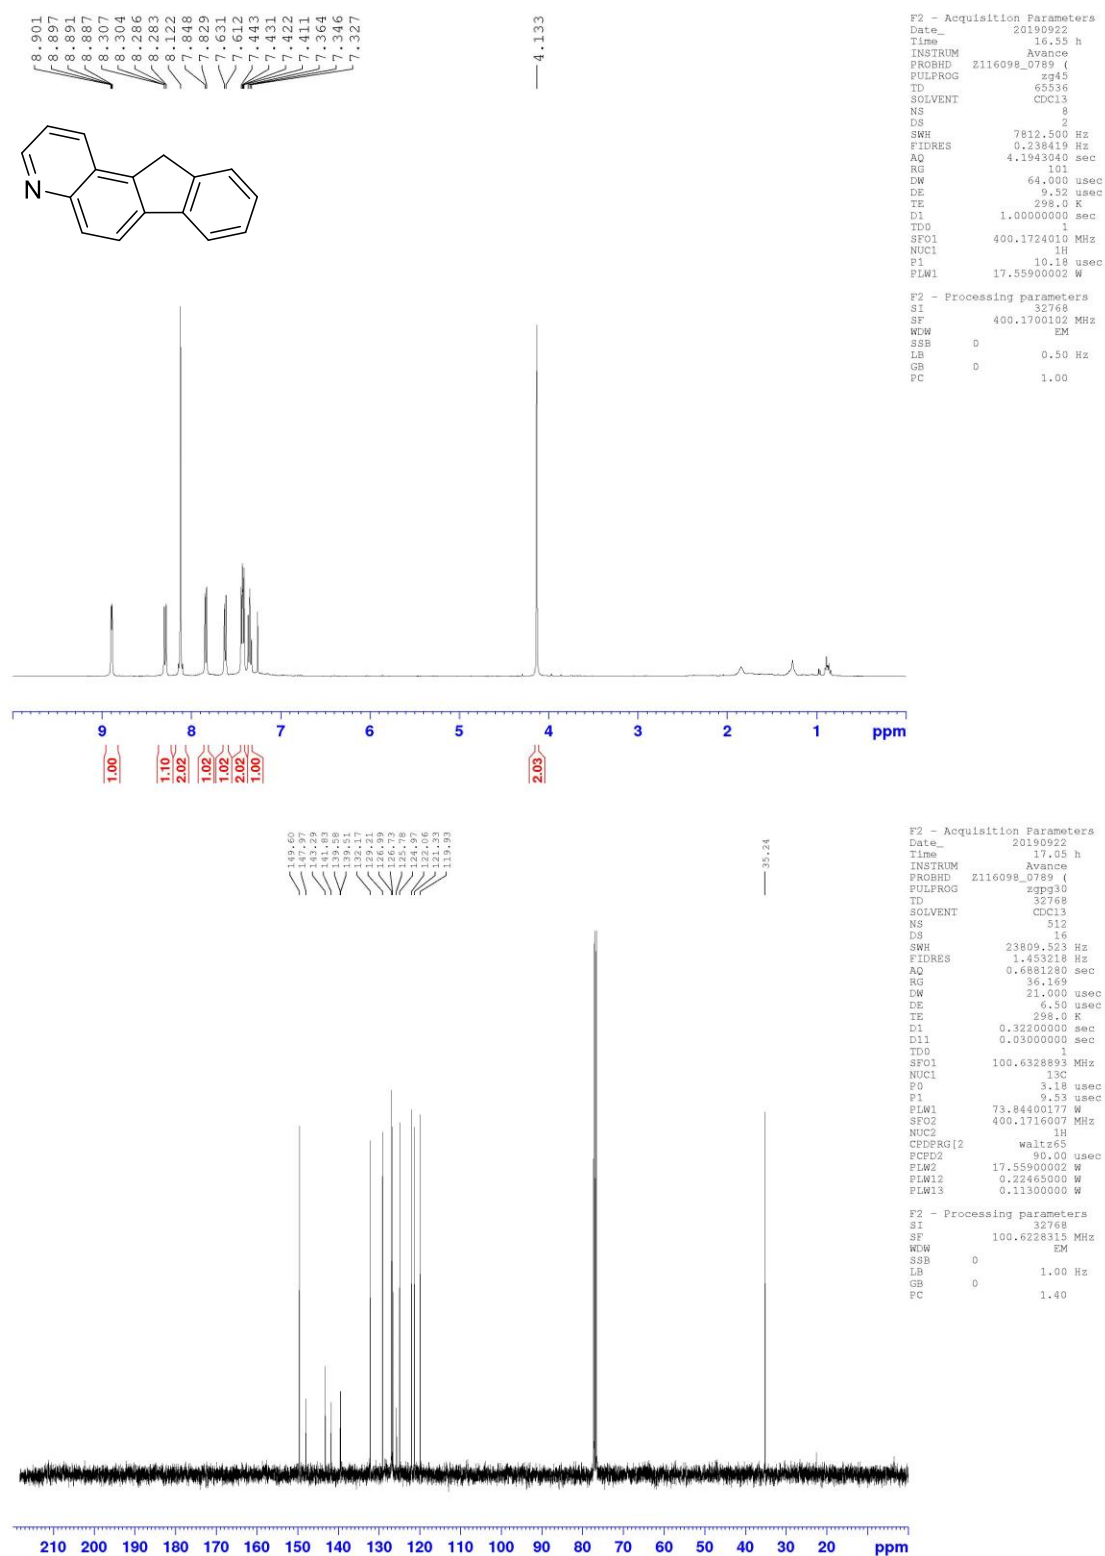 8.901
8.897
8.891
8.887
8.307
8.304
8.286
8.283
8.122
7.848
7.829
7.631
7.612
7.443
7.431
7.422
7.411
7.364
7.346
7.327
4.133
N
F2 - Acquisition Parameters
Date_ 20190922
Time 16.55 h
INSTRUM Avance
PROBHD Z116098_0789 (
PULPROG zg45
TD 65536
SOLVENT CDCl3
NS 8
DS 2
SWH 7812.500 Hz
FIDRES 0.238419 Hz
AQ 4.1943040 sec
RG 101
DW 64.000 usec
DE 9.52 usec
TE 298.0 K
D1 1.00000000 sec
TD0 1
SFO1 400.1724010 MHz
NUC1 1H
P1 10.18 usec
PLW1 17.55900002 W
F2 - Processing parameters
SI 32768
SF 400.1700102 MHz
WDW EM
SSB 0
LB 0.50 Hz
GB 0
PC 1.00
9 8 7 6 5 4 3 2 1 ppm
1.00 1.10 2.02 1.02 1.02 2.02 1.00 2.03
149.60
147.97
143.29
141.83
139.58
139.51
132.17
129.21
126.99
126.73
125.78
124.97
122.06
121.33
119.93
35.24
F2 - Acquisition Parameters
Date_ 20190922
Time 17.05 h
INSTRUM Avance
PROBHD Z116098_0789 (
PULPROG zgpg30
TD 32768
SOLVENT CDCl3
NS 512
DS 16
SWH 23809.523 Hz
FIDRES 1.453218 Hz
AQ 0.6881280 sec
RG 36.169
DW 21.000 usec
DE 6.50 usec
TE 298.0 K
D1 0.32200000 sec
D11 0.03000000 sec
TD0 1
SFO1 100.6328893 MHz
NUC1 13C
P0 3.18 usec
P1 9.53 usec
PLW1 73.84400177 W
SFO2 400.1716007 MHz
NUC2 1H
CPDPRG[2 waltz65
PCPD2 90.00 usec
PLW2 17.55900002 W
PLW12 0.22465000 W
PLW13 0.11300000 W
F2 - Processing parameters
SI 32768
SF 100.6228315 MHz
WDW EM
SSB 0
LB 1.00 Hz
GB 0
PC 1.40
210 200 190 180 170 160 150 140 130 120 110 100 90 80 70 60 50 40 30 20 ppm